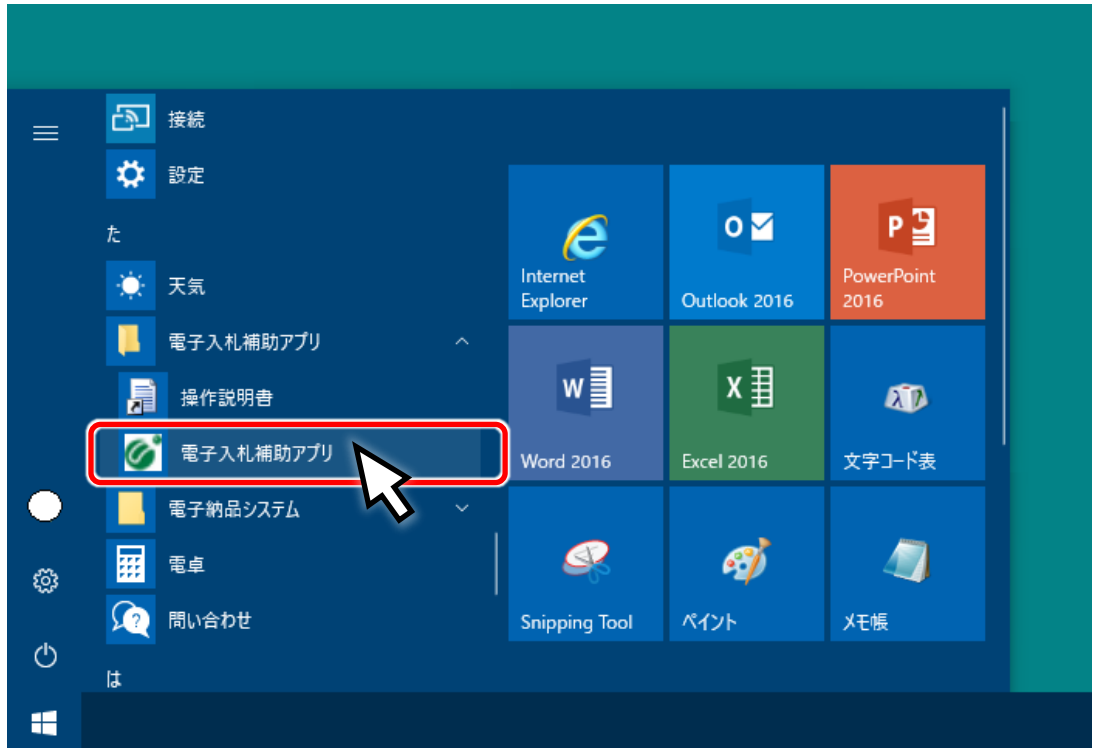 接続
設定
た
天気
電子入札補助アプリ
操作説明書
電子入札補助アプリ
電子納品システム
電卓
問い合わせ
は
Internet
Explorer
Outlook 2016
PowerPoint
2016
Word 2016
Excel 2016
文字コード表
Snipping Tool
ペイント
メモ帳